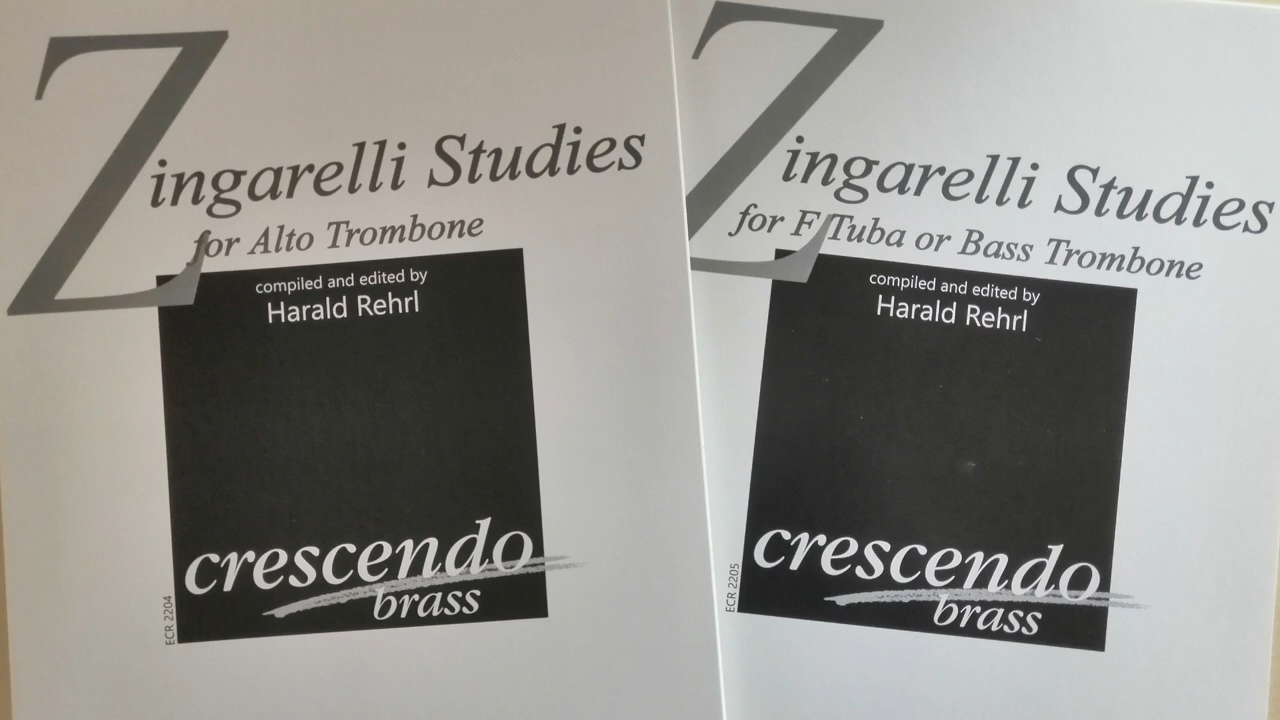 Zingarelli Studies
for Alto Trombone
compiled and edited by
Harald Rehrl
crescendo
brass
ECR 2204
Zingarelli Studies
for F Tuba or Bass Trombone
compiled and edited by
Harald Rehrl
crescendo
brass
ECR 2205